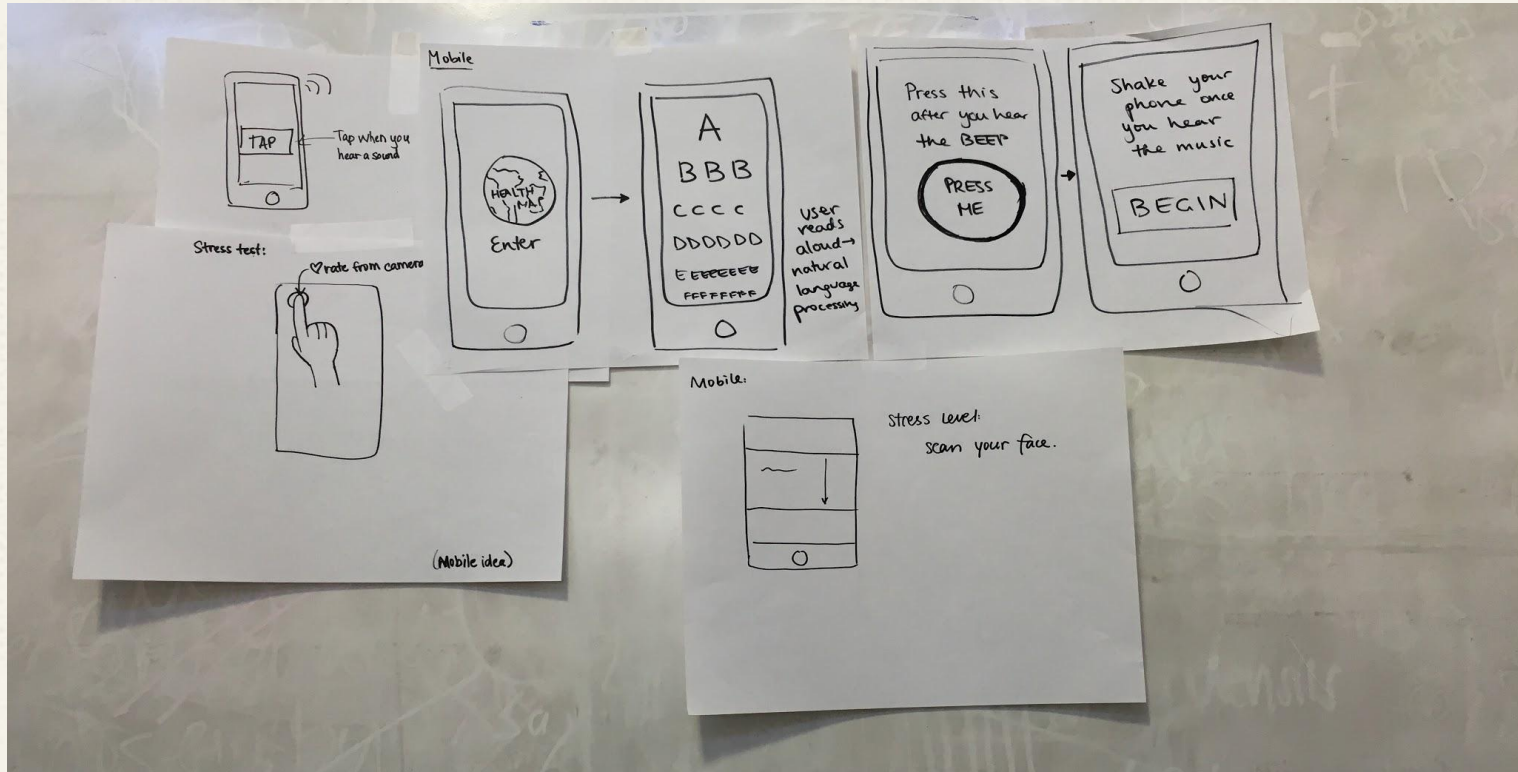 TAP
Tap when you
hear a sound
Stress test:
♡rate from camera
(Mobile idea)
Mobile
HEALTH
Enter
A
BBB
CCCC
DDDDDD
EEEEEEEE
FFFFFFFF
user
reads
aloud→
natural
language
processing
Press this
after you hear
the BEEP
PRESS
ME
Shake your
phone once
you hear
the music
BEGIN
Mobile:
Stress Level:
scan your face.